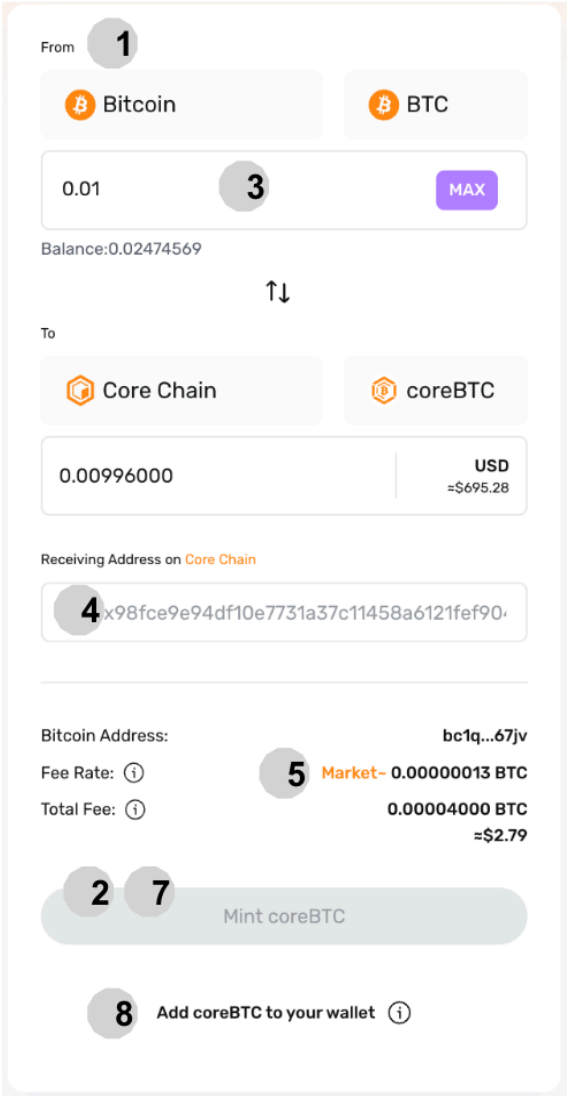 From 1
Bitcoin BTC
0.01 3 MAX
Balance:0.02474569
To
Core Chain coreBTC
0.00996000 USD
≈$695.28
Receiving Address on Core Chain
4 x98fce9e94df10e7731a37c11458a6121fef90
Bitcoin Address: bc1q...67jv
Fee Rate: 5 Market~ 0.00000013 BTC
Total Fee: 0.00004000 BTC
≈$2.79
2 7
Mint coreBTC
8 Add coreBTC to your wallet